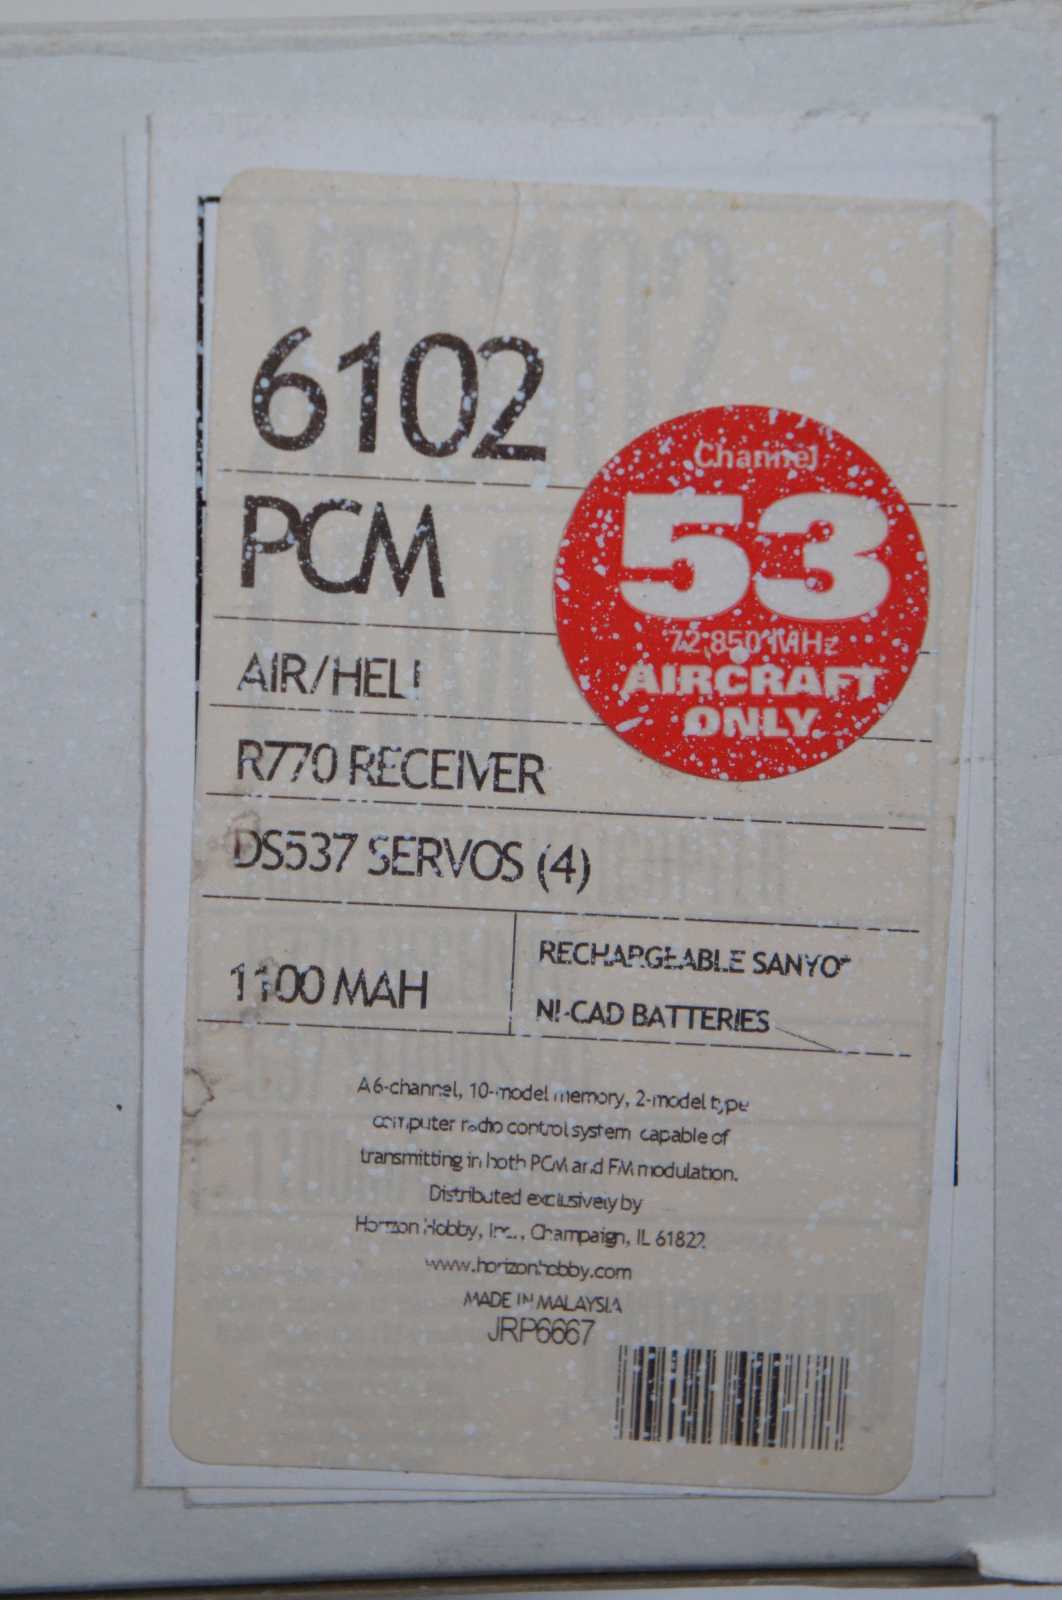 6102
Channel
53
72.850 MHz
AIRCRAFT
ONLY
PCM
AIR/HELI
R770 RECEIVER
DS537 SERVOS (4)
1100 MAH
RECHARGEABLE SANYO
NI-CAD BATTERIES
A 6-channel, 10-model memory, 2-model type
computer radio control system capable of
transmitting in both PCM and FM modulation.
Distributed exclusively by
Horizon Hobby, Inc., Champaign, IL 61822
www.horizonhobby.com
MADE IN MALAYSIA
JRP6667